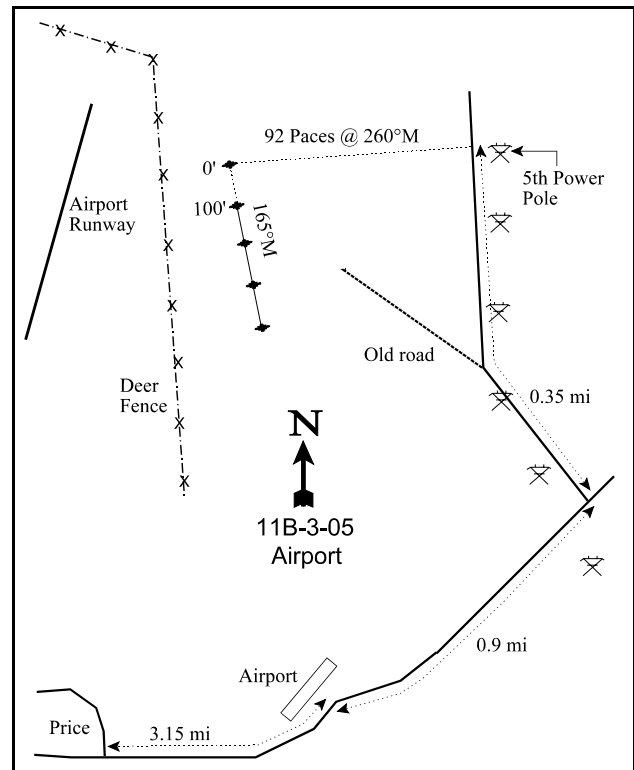 92 Paces @ 260°M
0'
5th Power
Pole
Airport
Runway
100'
165°M
Old road
Deer
Fence
0.35 mi
N
11B-3-05
Airport
0.9 mi
Airport
Price
3.15 mi